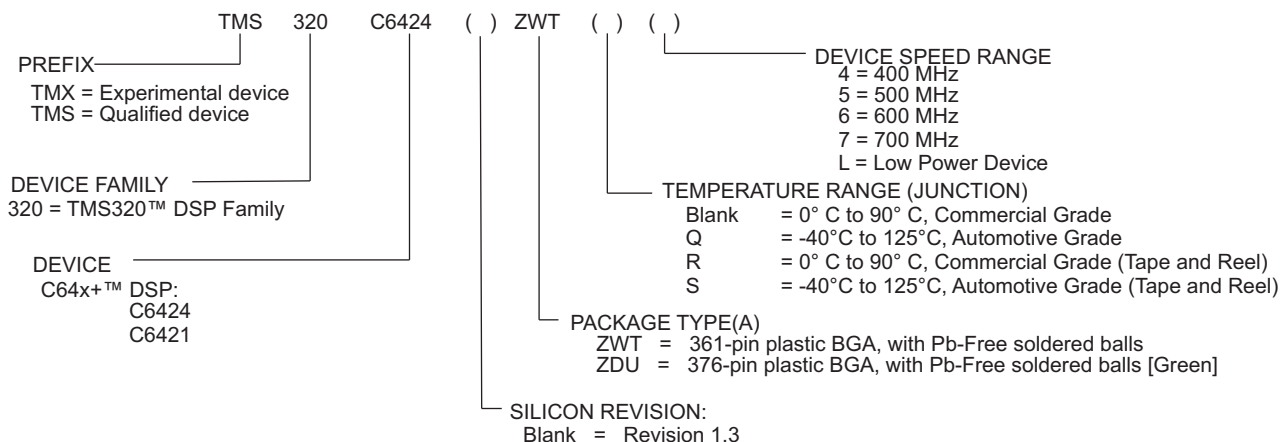 TMS 320 C6424 ( ) ZWT ( ) ( )
PREFIX
TMX = Experimental device
TMS = Qualified device
DEVICE SPEED RANGE
4 = 400 MHz
5 = 500 MHz
6 = 600 MHz
7 = 700 MHz
L = Low Power Device
DEVICE FAMILY
320 = TMS320™ DSP Family
TEMPERATURE RANGE (JUNCTION)
Blank = 0° C to 90° C, Commercial Grade
Q = -40°C to 125°C, Automotive Grade
R = 0° C to 90° C, Commercial Grade (Tape and Reel)
S = -40°C to 125°C, Automotive Grade (Tape and Reel)
DEVICE
C64x+™ DSP:
C6424
C6421
PACKAGE TYPE(A)
ZWT = 361-pin plastic BGA, with Pb-Free soldered balls
ZDU = 376-pin plastic BGA, with Pb-Free soldered balls [Green]
SILICON REVISION:
Blank = Revision 1.3